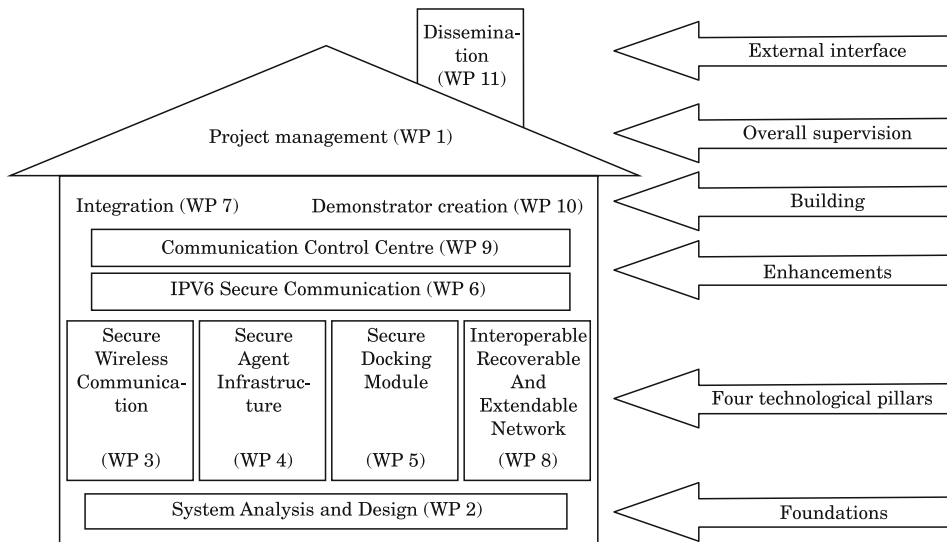 Dissemina-
tion
(WP 11)
External interface
Project management (WP 1)
Overall supervision
Integration (WP 7)
Demonstrator creation (WP 10)
Building
Communication Control Centre (WP 9)
IPV6 Secure Communication (WP 6)
Enhancements
Secure
Wireless
Communica-
tion
(WP 3)
Secure
Agent
Infrastruc-
ture
(WP 4)
Secure
Docking
Module
(WP 5)
Interoperable
Recoverable
And
Extendable
Network
(WP 8)
Four technological pillars
System Analysis and Design (WP 2)
Foundations